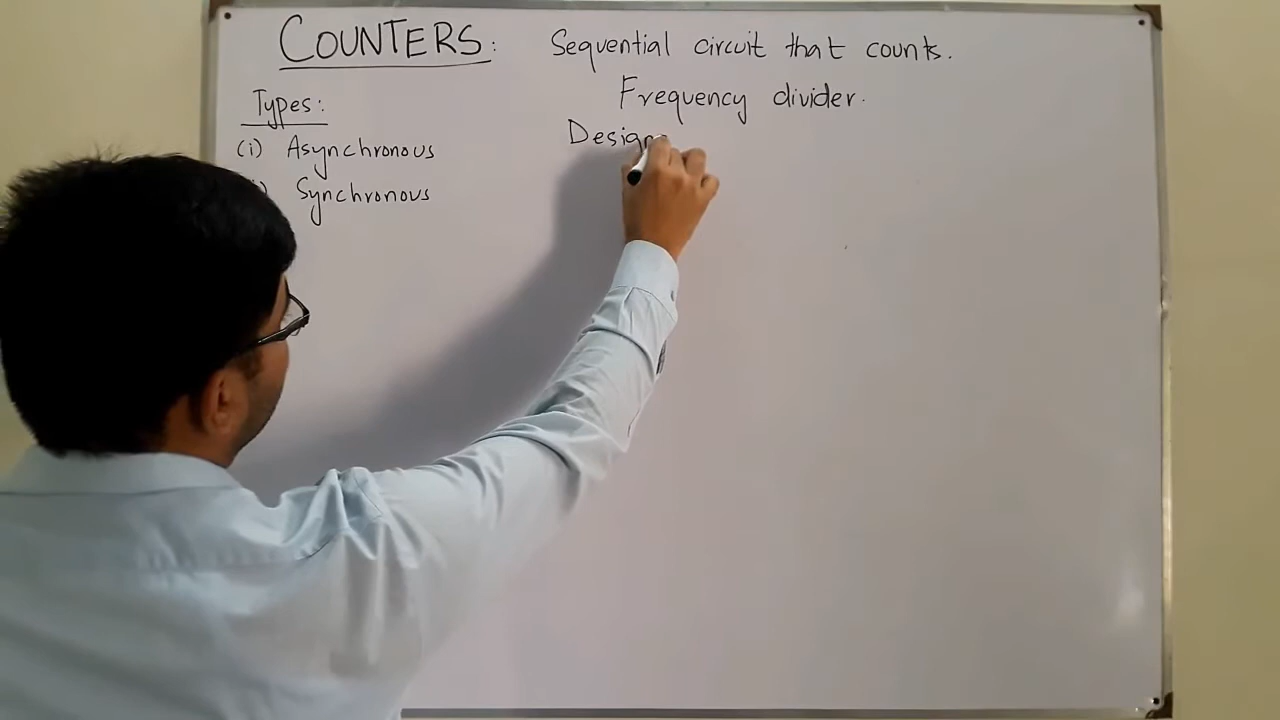 COUNTERS: Sequential circuit that counts.
Frequency divider.
Types:
(i) Asynchronous
Synchronous
Design